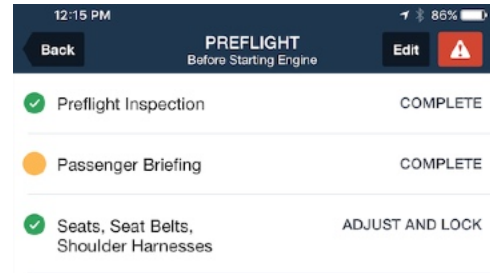 12:15 PM
86%
Back
PREFLIGHT
Before Starting Engine
Edit
Preflight Inspection
COMPLETE
Passenger Briefing
COMPLETE
Seats, Seat Belts,
Shoulder Harnesses
ADJUST AND LOCK